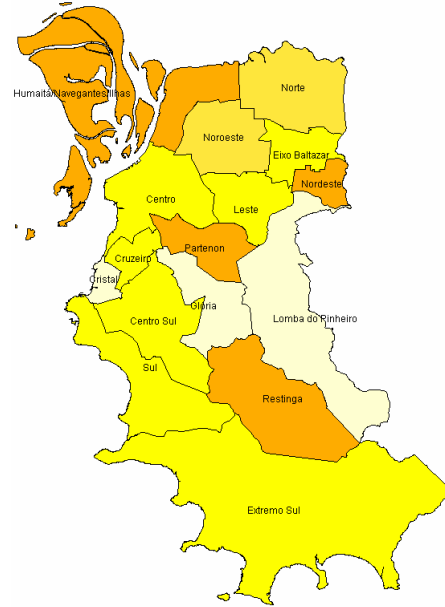 Norte
Humaitá/Navegantes/Ilhas
Noroeste
Eixo Baltazar
Nordeste
Centro
Leste
Partenon
Cruzeiro
Cristal
Glória
Centro Sul
Lomba do Pinheiro
Sul
Restinga
Extremo Sul